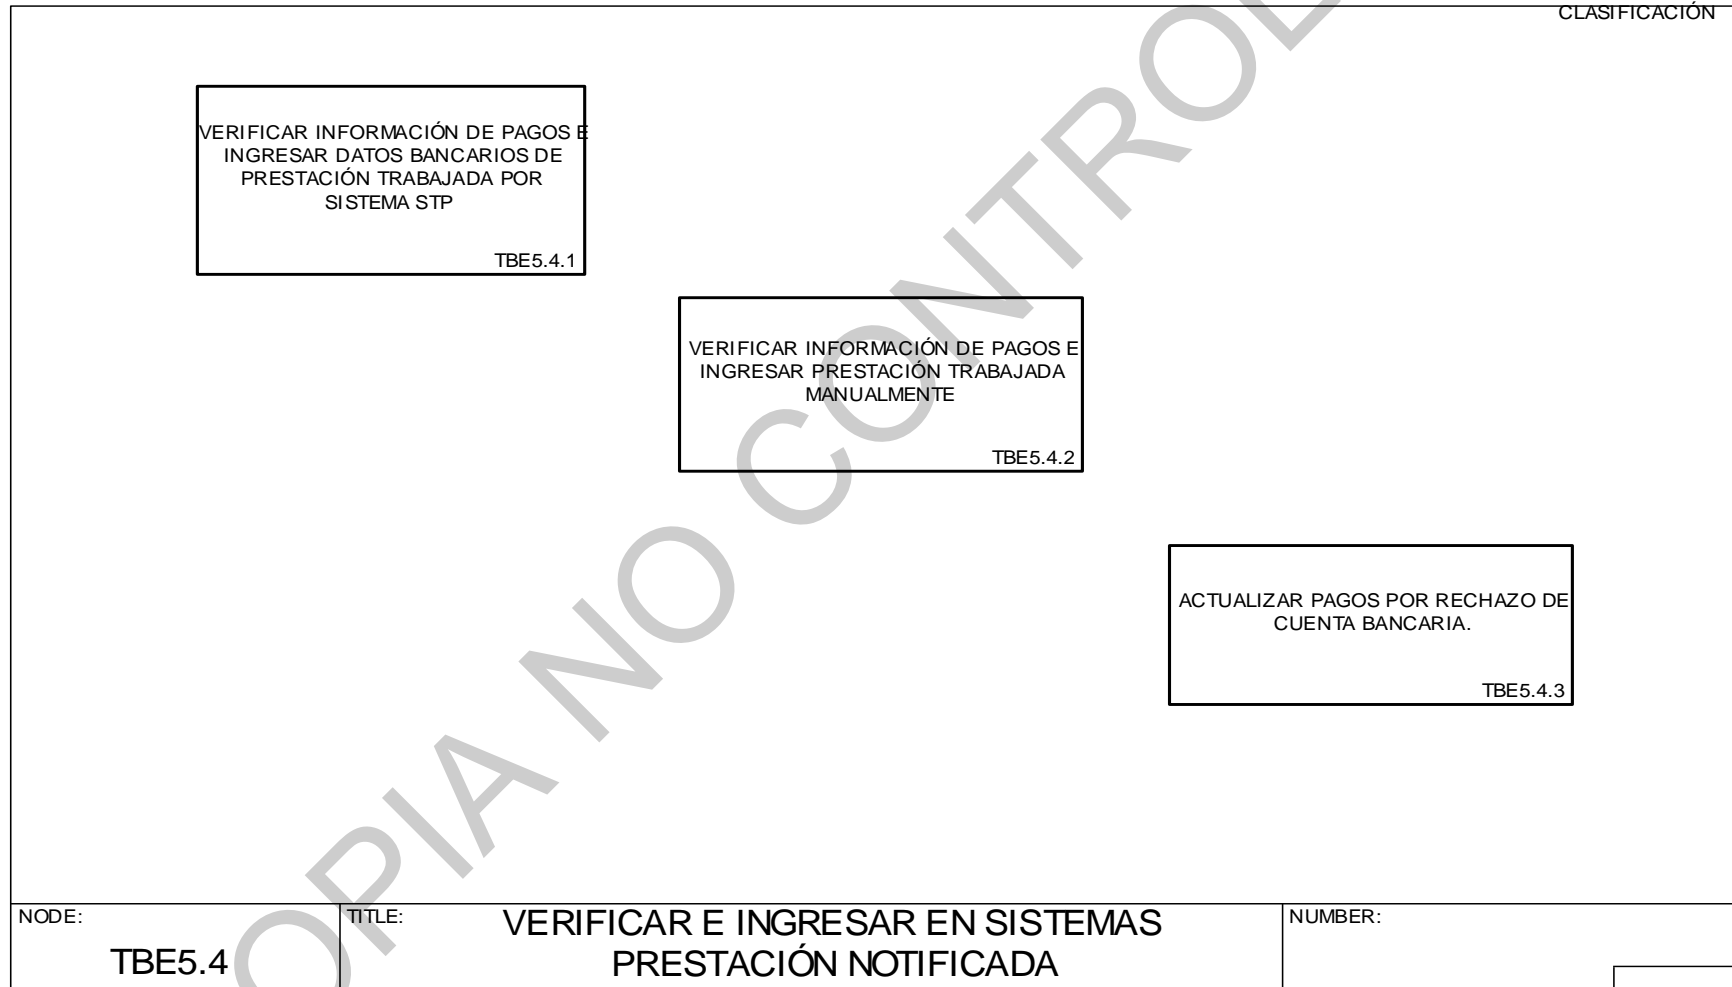 CLASIFICACIÓN
VERIFICAR INFORMACIÓN DE PAGOS E
INGRESAR DATOS BANCARIOS DE
PRESTACIÓN TRABAJADA POR
SISTEMA STP
TBE5.4.1
VERIFICAR INFORMACIÓN DE PAGOS E
INGRESAR PRESTACIÓN TRABAJADA
MANUALMENTE
TBE5.4.2
ACTUALIZAR PAGOS POR RECHAZO DE
CUENTA BANCARIA.
TBE5.4.3
OPIA NO CONTROL
NODE:
TBE5.4
TITLE:
VERIFICAR E INGRESAR EN SISTEMAS
PRESTACIÓN NOTIFICADA
NUMBER: